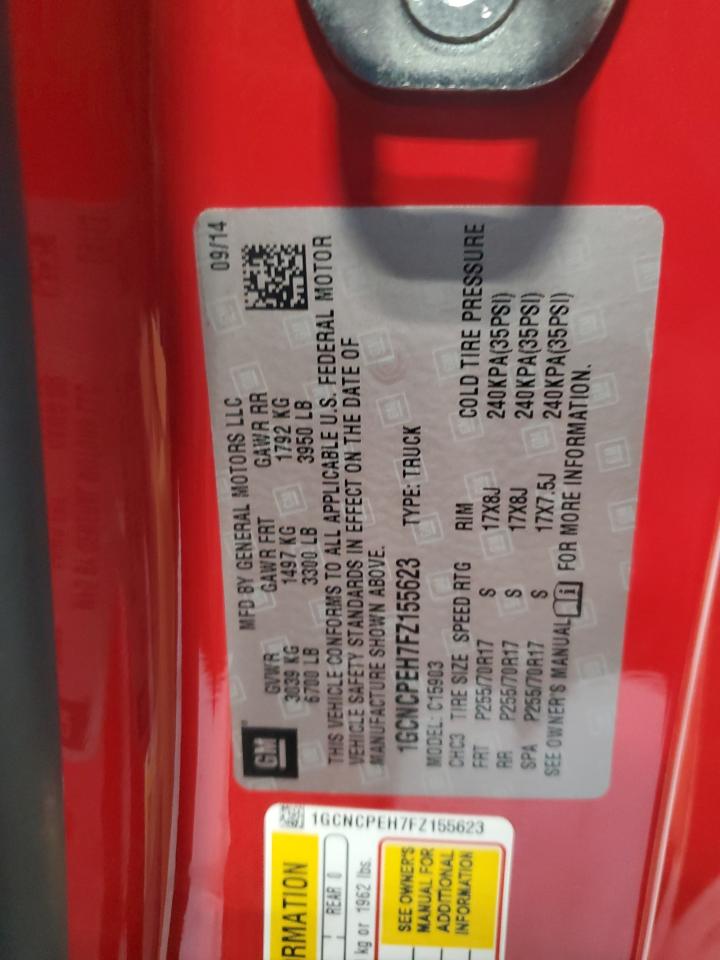 GM
MFD BY GENERAL MOTORS LLC 09/14
GVWR GAWR FRT GAWR RR
3039 KG 1497 KG 1792 KG
6700 LB 3300 LB 3950 LB
THIS VEHICLE CONFORMS TO ALL APPLICABLE U.S. FEDERAL MOTOR
VEHICLE SAFETY STANDARDS IN EFFECT ON THE DATE OF
MANUFACTURE SHOWN ABOVE.
1GCNCPEH7FZ155623 TYPE: TRUCK
MODEL: C15903
CHC3 TIRE SIZE SPEED RTG RIM COLD TIRE PRESSURE
FRT P255/70R17 S 17X8J 240KPA(35PSI)
RR P255/70R17 S 17X8J 240KPA(35PSI)
SPA P255/70R17 S 17X7.5J 240KPA(35PSI)
SEE OWNER'S MANUAL FOR MORE INFORMATION.
1GCNCPEH7FZ155623
RMATION
REAR 0
kg or 1962 lbs.
SEE OWNER'S
MANUAL FOR
ADDITIONAL
INFORMATION